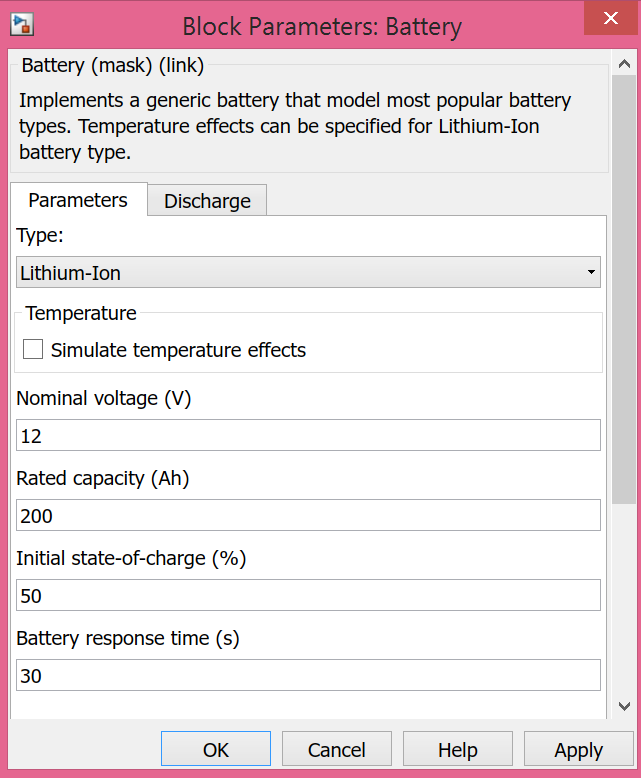 Block Parameters: Battery
Battery (mask) (link)
Implements a generic battery that model most popular battery
types. Temperature effects can be specified for Lithium-Ion
battery type.
Parameters
Discharge
Type:
Lithium-Ion
Temperature
Simulate temperature effects
Nominal voltage (V)
12
Rated capacity (Ah)
200
Initial state-of-charge (%)
50
Battery response time (s)
30
OK
Cancel
Help
Apply